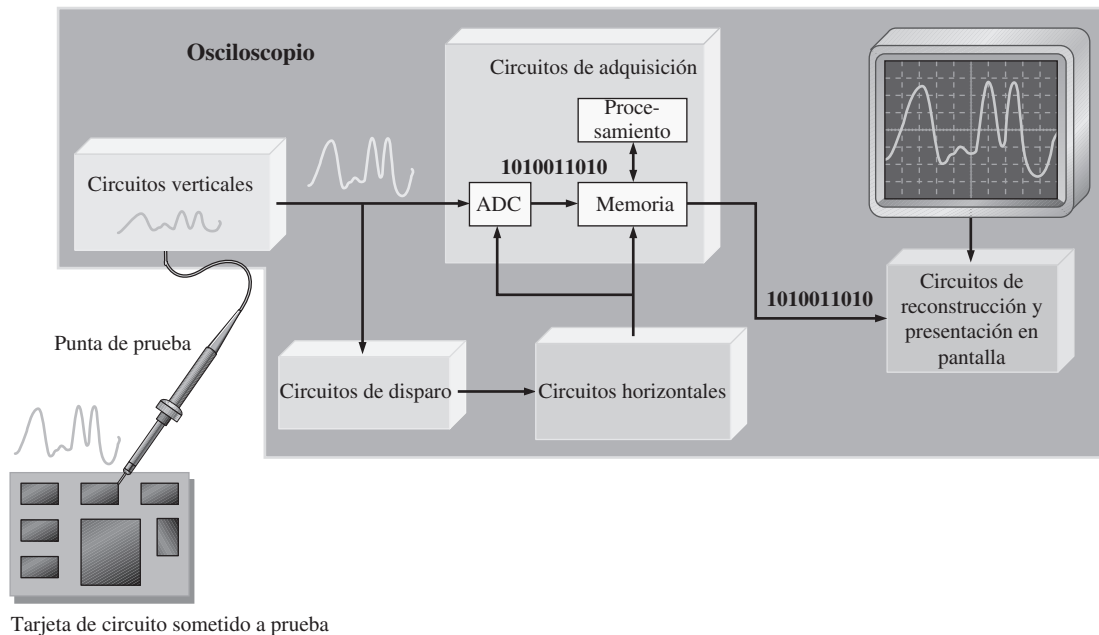 Osciloscopio
Circuitos de adquisición
Proce-
samiento
Circuitos verticales
1010011010
ADC
Memoria
1010011010
Circuitos de
reconstrucción y
presentación en
pantalla
Punta de prueba
Circuitos de disparo
Circuitos horizontales
Tarjeta de circuito sometido a prueba